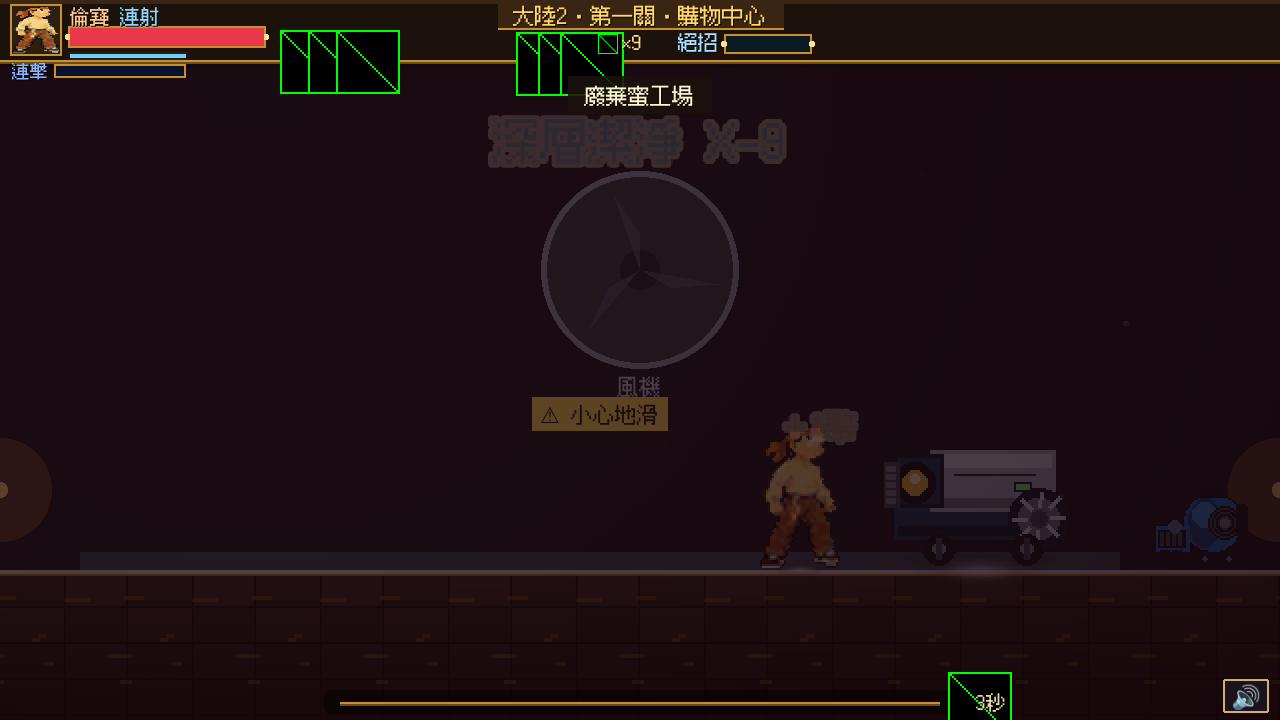 倫寶 連射
大陸2・第一關・購物中心
×9
絕招
連擊
廢棄蜜工場
深層潔淨 X-9
風機
⚠ 小心地滑
3秒